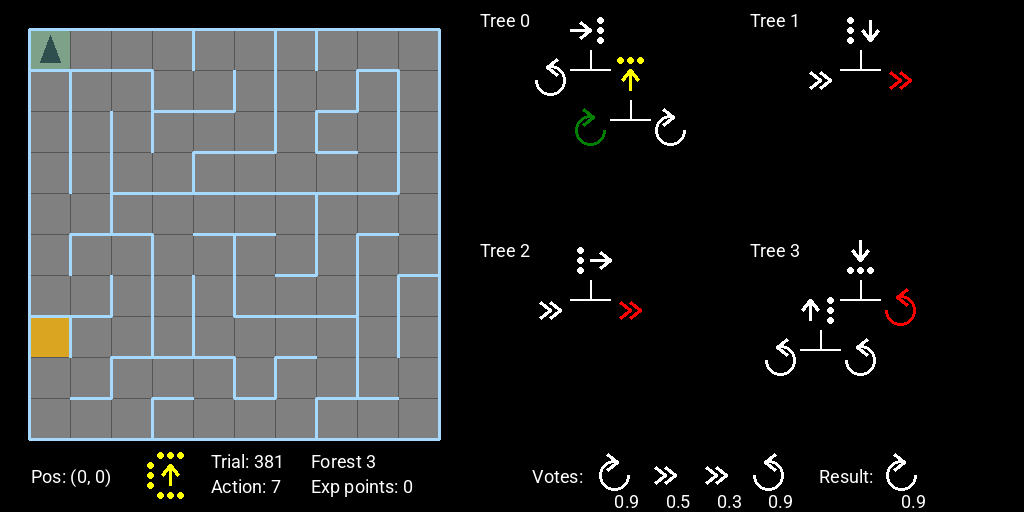 Tree 0
Tree 1
Tree 2
Tree 3
Pos: (0, 0)
Trial: 381
Forest 3
Action: 7
Exp points: 0
Votes:
Result:
0.9
0.5
0.3
0.9
0.9